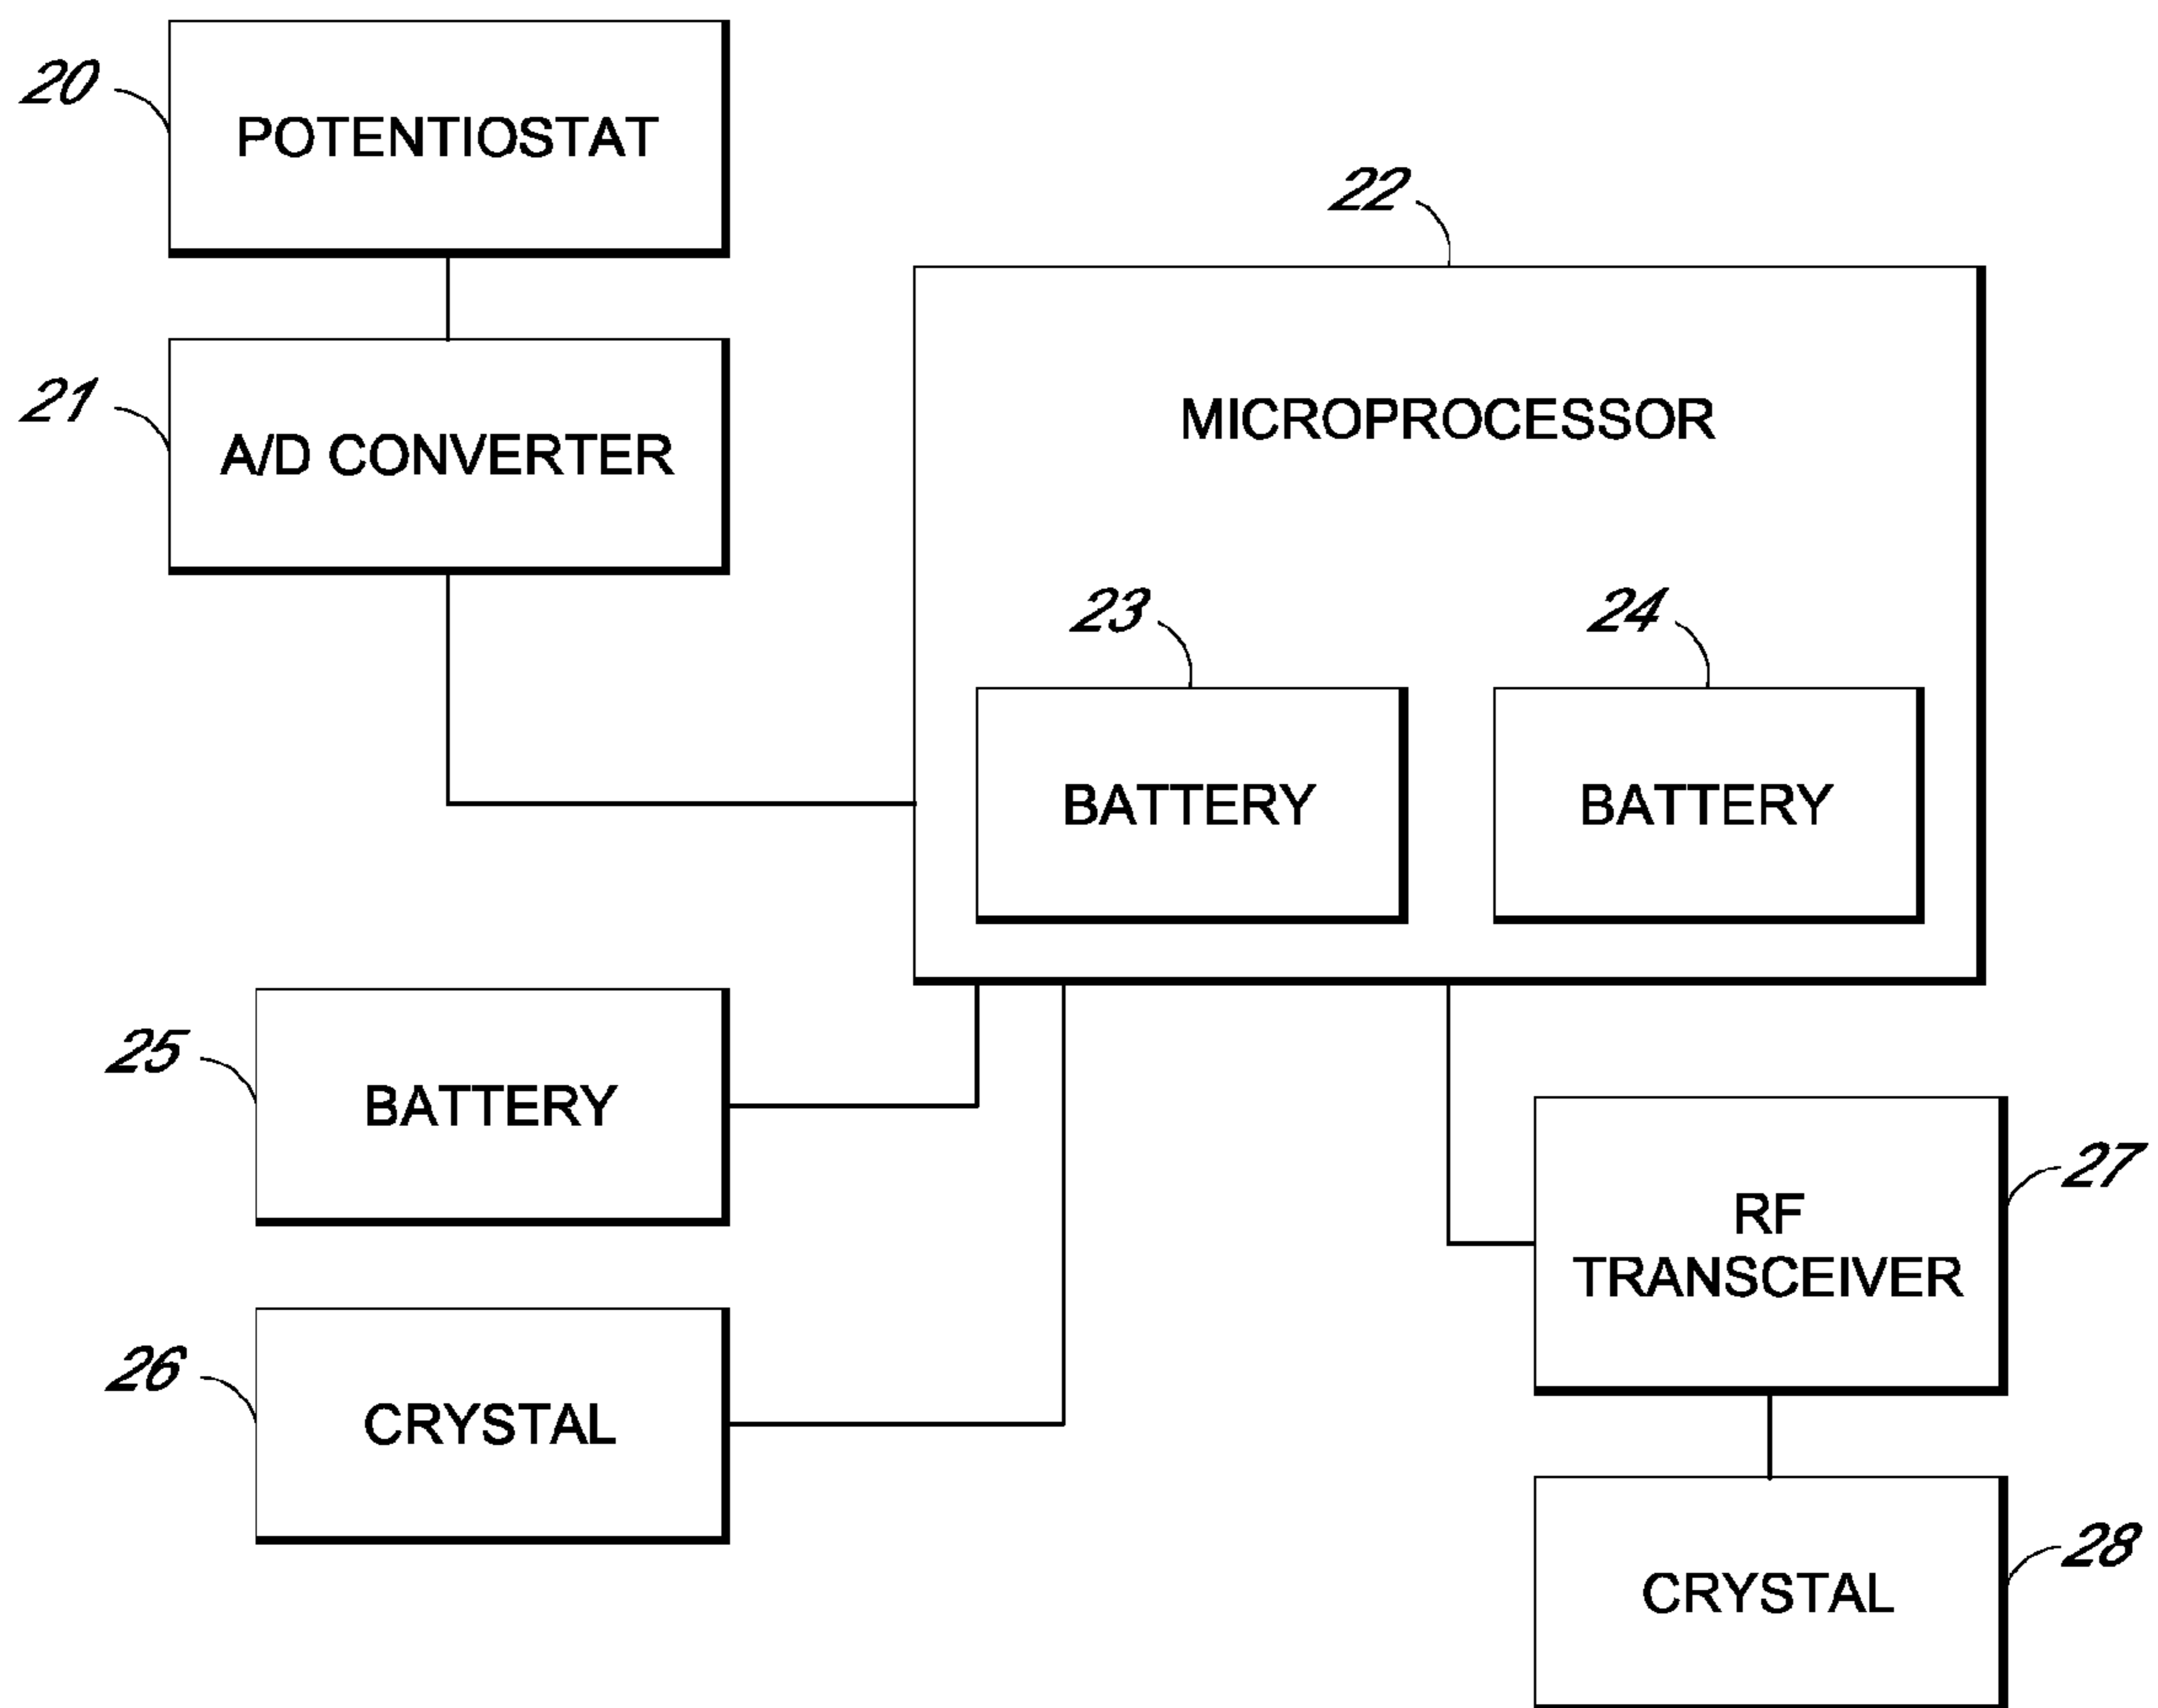 20
POTENTIOSTAT
21
A/D CONVERTER
22
MICROPROCESSOR
23
BATTERY
24
BATTERY
25
BATTERY
26
CRYSTAL
27
RF
TRANSCEIVER
28
CRYSTAL